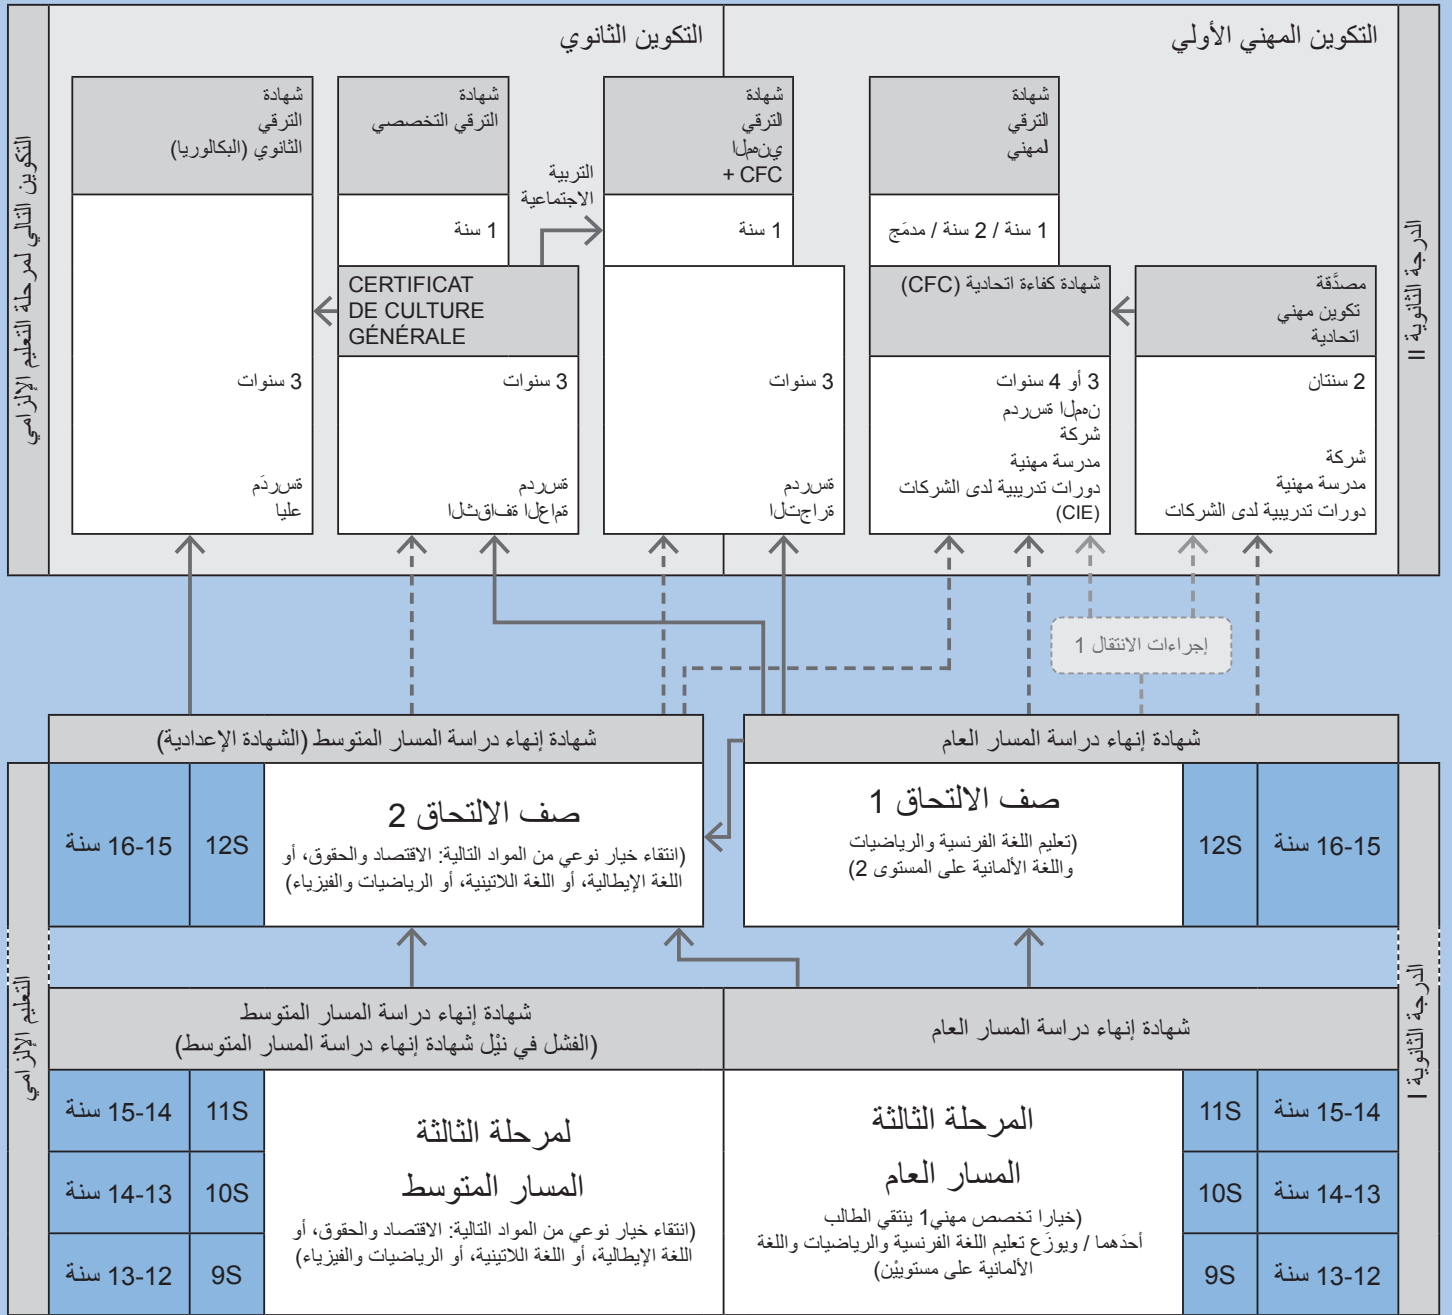 التكوين المهني الأولي
التكوين الثانوي
الدرجة الثانوية II
التكوين التالي لمرحلة التعليم الإلزامي
شهادة
الترقي
لمهني
1 سنة / 2 سنة / مدمَج
شهادة
الترقي
ينهملا
CFC +
1 سنة
شهادة
الترقي التخصصي
1 سنة
شهادة
الترقي
الثانوي (البكالوريا)
التربية
الاجتماعية
مصدَّقة
تكوين مهني
اتحادية
2 سنتان
شركة
مدرسة مهنية
دورات تدريبية لدى الشركات
شهادة كفاءة اتحادية (CFC)
3 أو 4 سنوات
نهملا ةسردم
شركة
مدرسة مهنية
دورات تدريبية لدى الشركات
(CIE)
3 سنوات
ةسردم
ةراجتلا
CERTIFICAT
DE CULTURE
GÉNÉRALE
3 سنوات
ةسردم
ةماعلا ةفاقثلا
3 سنوات
ةسردَم
عليا
إجراءات الانتقال 1
شهادة إنهاء دراسة المسار العام
شهادة إنهاء دراسة المسار المتوسط (الشهادة الإعدادية)
16-15 سنة
12S
صف الالتحاق 1
(تعليم اللغة الفرنسية والرياضيات
واللغة الألمانية على المستوى 2)
صف الالتحاق 2
(انتقاء خيار نوعي من المواد التالية: الاقتصاد والحقوق، أو
اللغة الإيطالية، أو اللغة اللاتينية، أو الرياضيات والفيزياء)
12S
16-15 سنة
الدرجة الثانوية I
التعليم الإلزامي
شهادة إنهاء دراسة المسار العام
شهادة إنهاء دراسة المسار المتوسط
(الفشل في نيْل شهادة إنهاء دراسة المسار المتوسط)
15-14 سنة
11S
14-13 سنة
10S
13-12 سنة
9S
المرحلة الثالثة
المسار العام
(خيارا تخصص مهني1 ينتقي الطالب
أحدَهما / ويوزَع تعليم اللغة الفرنسية والرياضيات واللغة
الألمانية على مستوييْن)
لمرحلة الثالثة
المسار المتوسط
(انتقاء خيار نوعي من المواد التالية: الاقتصاد والحقوق، أو
اللغة الإيطالية، أو اللغة اللاتينية، أو الرياضيات والفيزياء)
11S
15-14 سنة
10S
14-13 سنة
9S
13-12 سنة